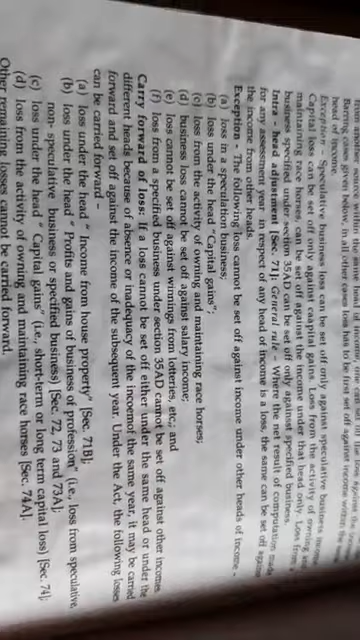 from another source within the same head of income,
Barring cases given below, in all other cases loss has to be first set off against income within the same
head of income.
Exceptions - Speculative business loss can be set off only against speculative business income.
Capital loss can be set off only against caapital gains. Loss from the activity of owning and
maintaining race horses, can be set off against the income under that head only. Loss from a
business specified under section 35AD can be set off only against specified business.
Intra - head adjustment [Sec. 71]: General rule - Where the net result of computation made
for any assessment year in respect of any head of income is a loss, the same can be set off against
the income from other heads.
Exception - The following loss cannot be set off against income under other heads of income -
(a) loss in a speculation business;
(b) loss under the head "Capital gains";
(c) loss from the activity of owning and maintaining race horses;
(d) business loss cannot be set off against salary income;
(e) loss cannot be set off against winnings from lotteries, etc.; and
(f) loss from a specified business under section 35AD cannot be set off against other incomes
Carry forward of loss: If a loss cannot be set off either under the same head or under the
different heads because of absence or inadequacy of the incomeof the same year, it may be carried
forward and set off against the income of the subsequent year. Under the Act, the following losses
can be carried forward -
(a) loss under the head " Income from house property" [Sec. 71B];
(b) loss under the head " Profits and gains of business of profession" (i.e., loss from speculative,
non- speculative business or specified business) [Sec. 72, 73 and 73A];
(c) loss under the head " Capital gains" (i.e., short-term or long term capital loss) [Sec. 74];
(d) loss from the activity of owning and maintaining race horses [Sec. 74A].
Other remaining losses cannot be carried forward.